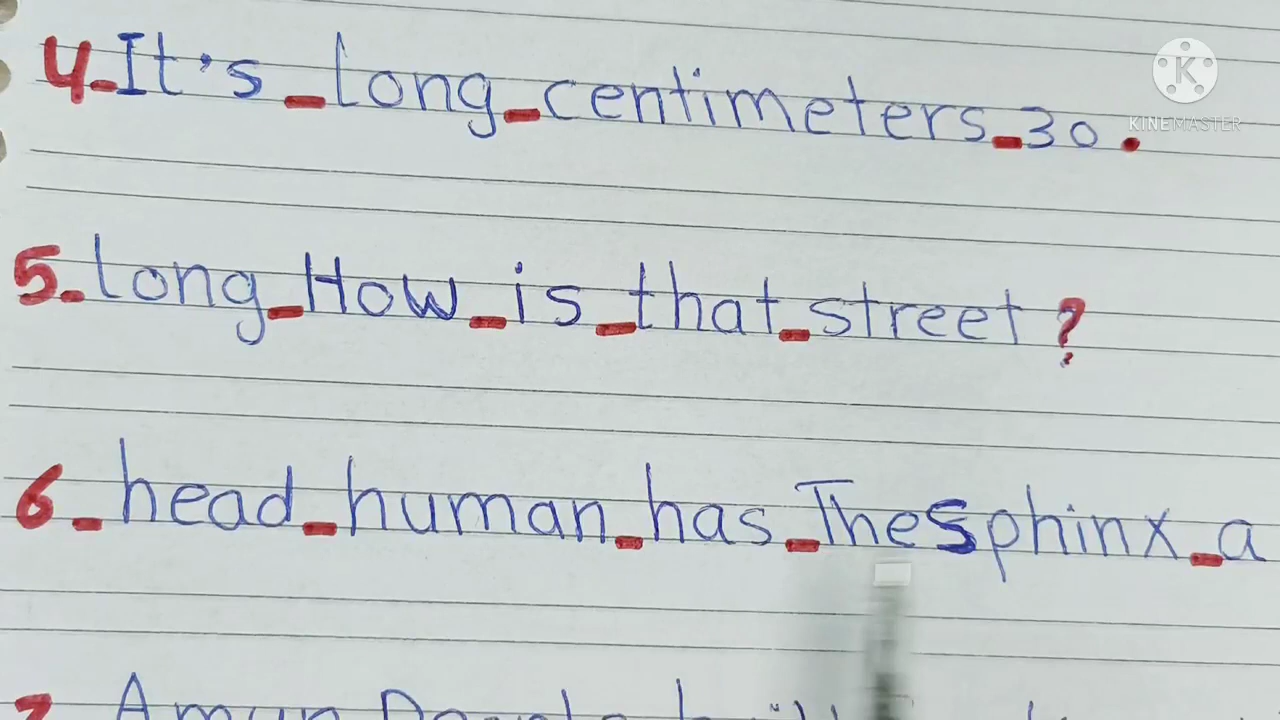 4-It's-long-centimeters-30.
KINEMASTER
5-long-How-is-that-street?
6-head-human-has-The Sphinx-a